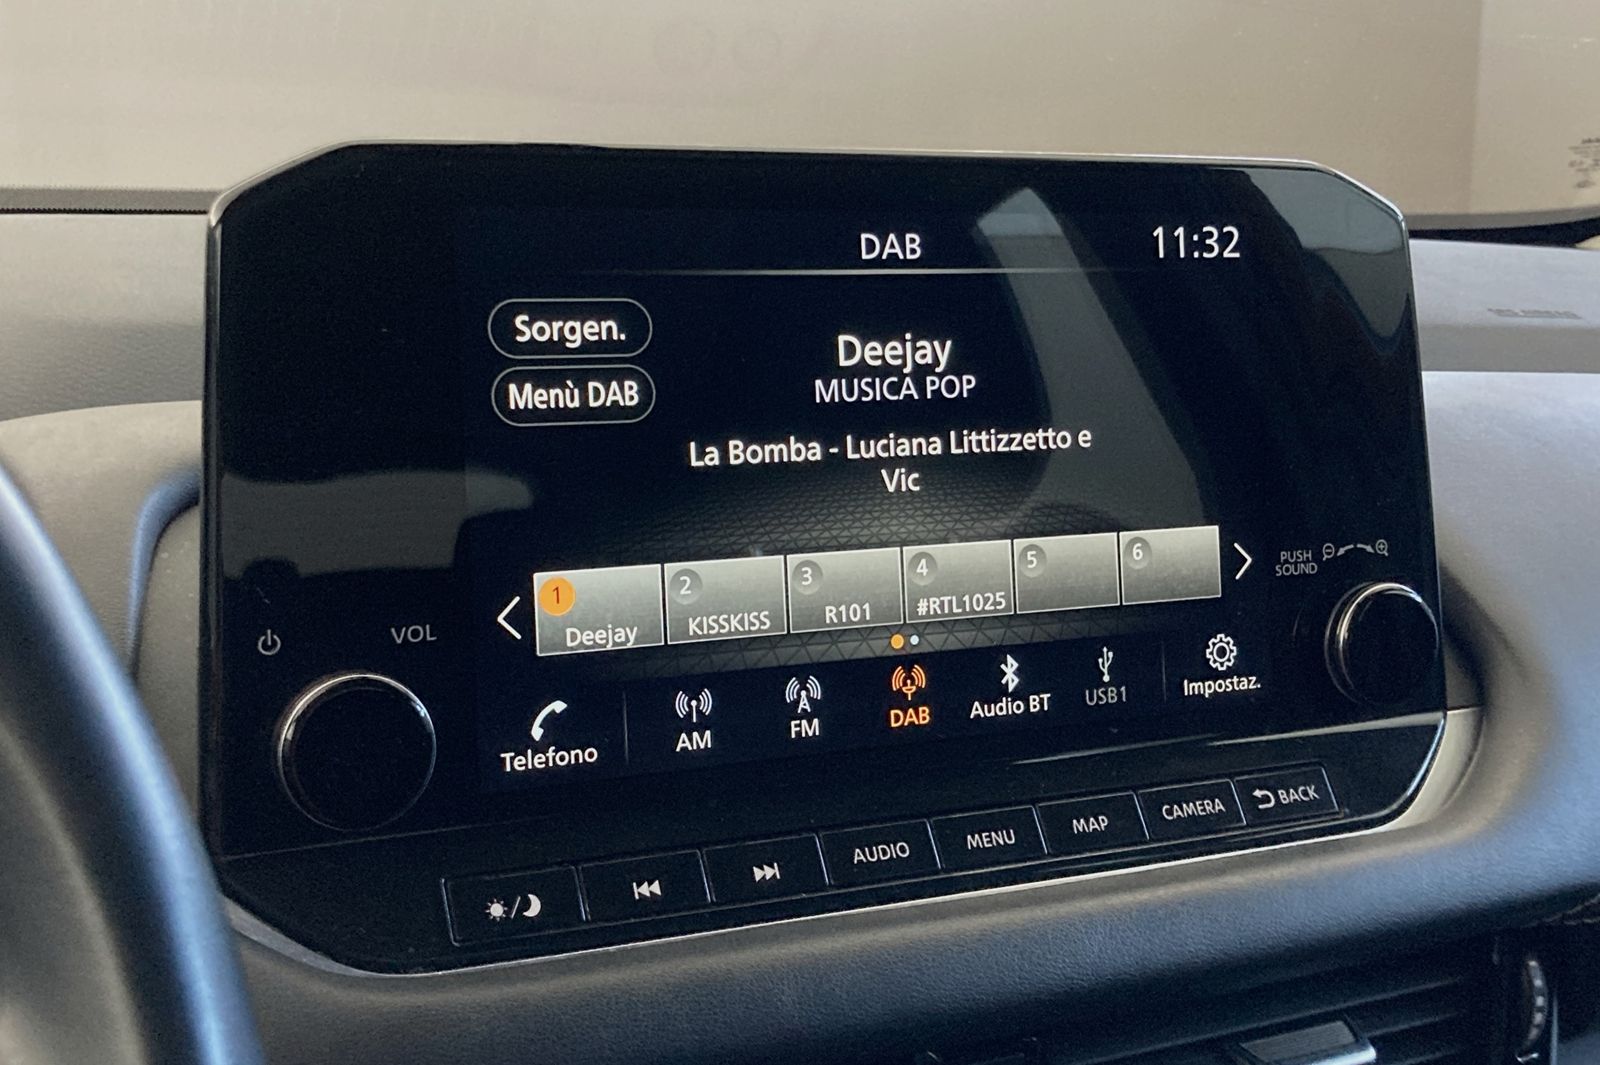 DAB
11:32
Sorgen.
Menù DAB
Deejay
MUSICA POP
La Bomba - Luciana Littizzetto e
Vic
1
Deejay
2
KISSKISS
3
R101
4
#RTL1025
5
6
PUSH
SOUND
VOL
Telefono
AM
FM
DAB
Audio BT
USB1
Impostaz.
AUDIO
MENU
MAP
CAMERA
BACK